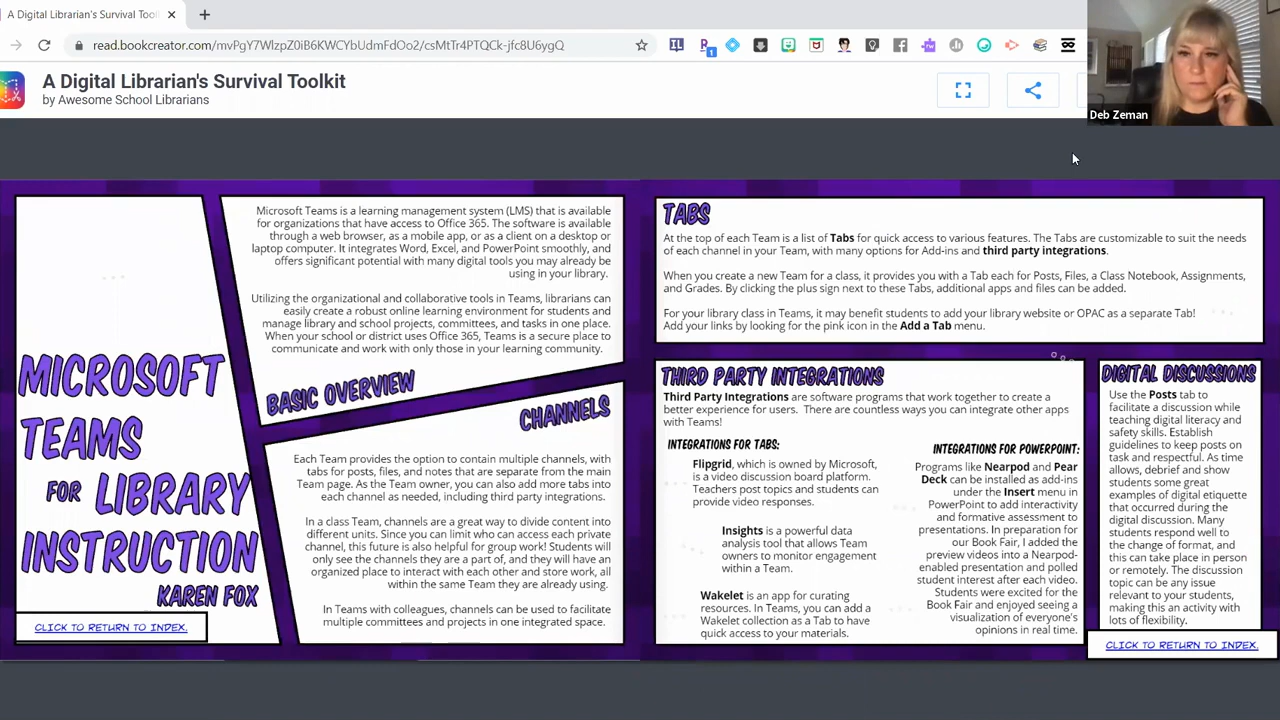 A Digital Librarian's Survival Tool
read.bookcreator.com/mvPgY7WlzpZ0iB6KWCYbUdmFdOo2/csMtTr4PTQCk-jfc8U6ygQ
A Digital Librarian's Survival Toolkit
by Awesome School Librarians
Deb Zeman
MICROSOFT
TEAMS
FOR LIBRARY
INSTRUCTION
KAREN FOX
CLICK TO RETURN TO INDEX.
Microsoft Teams is a learning management system (LMS) that is available
for organizations that have access to Office 365. The software is available
through a web browser, as a mobile app, or as a client on a desktop or
laptop computer. It integrates Word, Excel, and PowerPoint smoothly, and
offers significant potential with many digital tools you may already be
using in your library.
Utilizing the organizational and collaborative tools in Teams, librarians can
easily create a robust online learning environment for students and
manage library and school projects, committees, and tasks in one place.
When your school or district uses Office 365, Teams is a secure place to
communicate and work with only those in your learning community.
BASIC OVERVIEW
CHANNELS
Each Team provides the option to contain multiple channels, with
tabs for posts, files, and notes that are separate from the main
Team page. As the Team owner, you can also add more tabs into
each channel as needed, including third party integrations.
In a class Team, channels are a great way to divide content into
different units. Since you can limit who can access each private
channel, this future is also helpful for group work! Students will
only see the channels they are a part of, and they will have an
organized place to interact with each other and store work, all
within the same Team they are already using.
In Teams with colleagues, channels can be used to facilitate
multiple committees and projects in one integrated space.
TABS
At the top of each Team is a list of Tabs for quick access to various features. The Tabs are customizable to suit the needs
of each channel in your Team, with many options for Add-ins and third party integrations.
When you create a new Team for a class, it provides you with a Tab each for Posts, Files, a Class Notebook, Assignments,
and Grades. By clicking the plus sign next to these Tabs, additional apps and files can be added.
For your library class in Teams, it may benefit students to add your library website or OPAC as a separate Tab!
Add your links by looking for the pink icon in the Add a Tab menu.
THIRD PARTY INTEGRATIONS
Third Party Integrations are software programs that work together to create a
better experience for users. There are countless ways you can integrate other apps
with Teams!
INTEGRATIONS FOR TABS:
Flipgrid, which is owned by Microsoft,
is a video discussion board platform.
Teachers post topics and students can
provide video responses.
Insights is a powerful data
analysis tool that allows Team
owners to monitor engagement
within a Team.
Wakelet is an app for curating
resources. In Teams, you can add a
Wakelet collection as a Tab to have
quick access to your materials.
INTEGRATIONS FOR POWERPOINT:
Programs like Nearpod and Pear
Deck can be installed as add-ins
under the Insert menu in
PowerPoint to add interactivity
and formative assessment to
presentations. In preparation for
our Book Fair, I added the
preview videos into a Nearpod-
enabled presentation and polled
student interest after each video.
Students were excited for the
Book Fair and enjoyed seeing a
visualization of everyone's
opinions in real time.
DIGITAL DISCUSSIONS
Use the Posts tab to
facilitate a discussion while
teaching digital literacy and
safety skills. Establish
guidelines to keep posts on
task and respectful. As time
allows, debrief and show
students some great
examples of digital etiquette
that occurred during the
digital discussion. Many
students respond well to
the change of format, and
this can take place in person
or remotely. The discussion
topic can be any issue
relevant to your students,
making this an activity with
lots of flexibility.
CLICK TO RETURN TO INDEX.